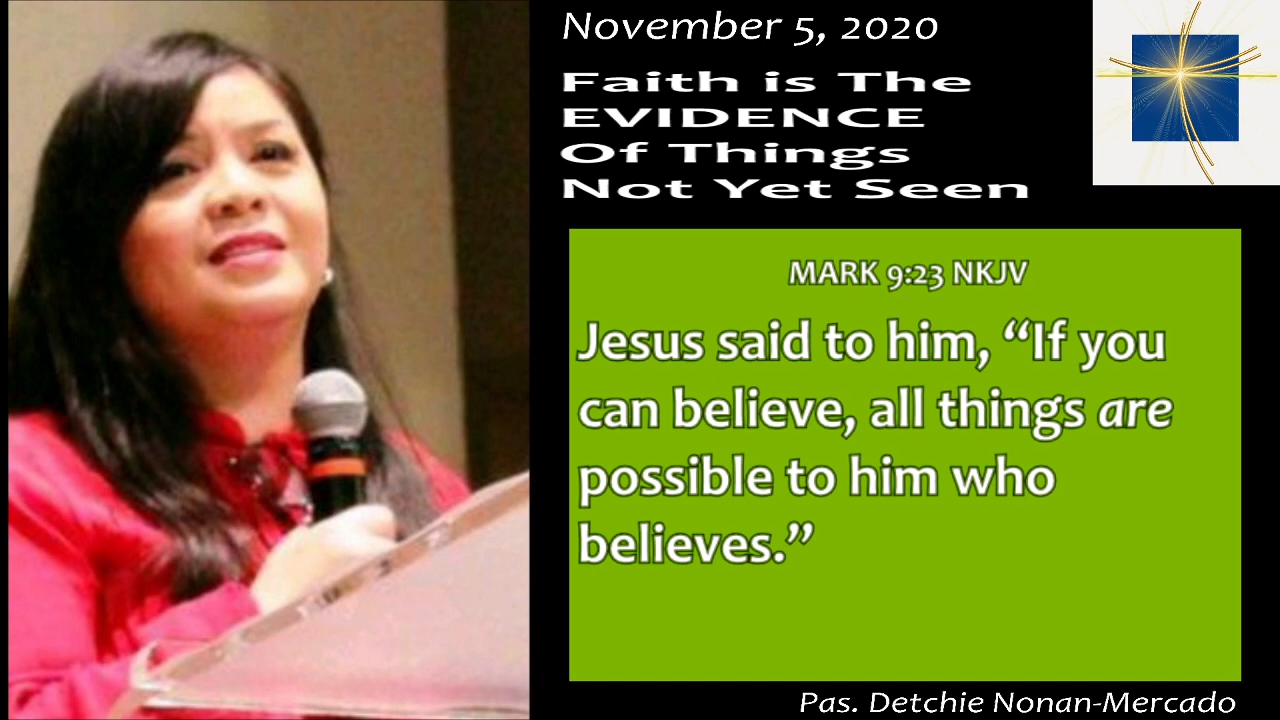 November 5, 2020
Faith is The
EVIDENCE
Of Things
Not Yet Seen
MARK 9:23 NKJV
Jesus said to him, “If you
can believe, all things are
possible to him who
believes.”
Pas. Detchie Nonan-Mercado